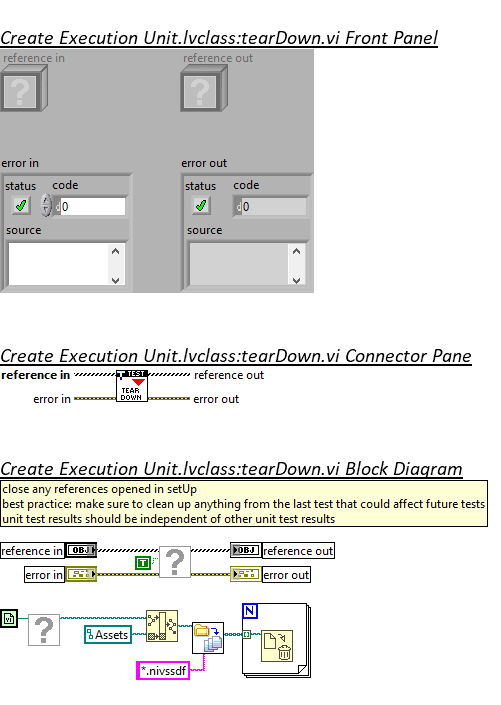 Create Execution Unit.lvclass:tearDown.vi Front Panel
reference in reference out
? ?
error in error out
status code status code
d 0 d 0
source source
Create Execution Unit.lvclass:tearDown.vi Connector Pane
reference in TEST reference out
error in TEAR DOWN error out
Create Execution Unit.lvclass:tearDown.vi Block Diagram
close any references opened in setUp
best practice: make sure to clean up anything from the last test that could affect future tests
unit test results should be independent of other unit test results
reference in OBJ ? OBJ reference out
T
error in error out
N
vi ?
Assets
*.nivssdf